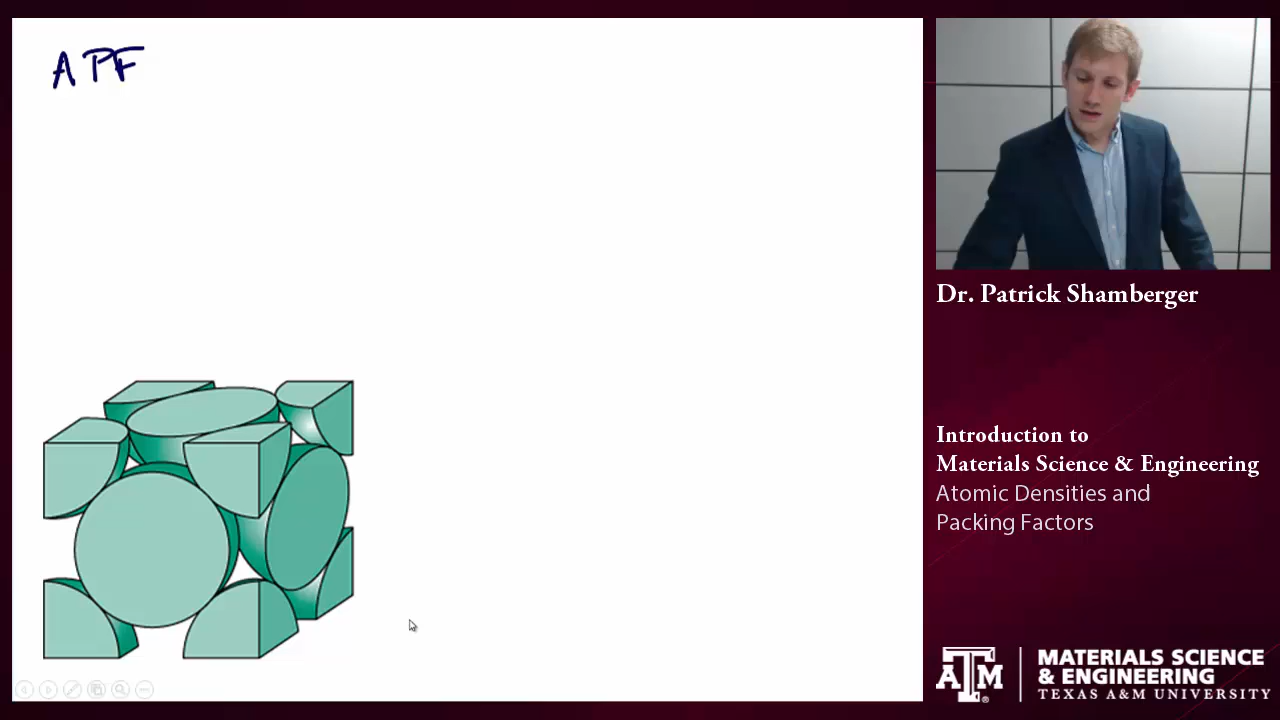 APF
Dr. Patrick Shamberger
Introduction to
Materials Science & Engineering
Atomic Densities and
Packing Factors
ATM
®
MATERIALS SCIENCE
& ENGINEERING
TEXAS A&M UNIVERSITY